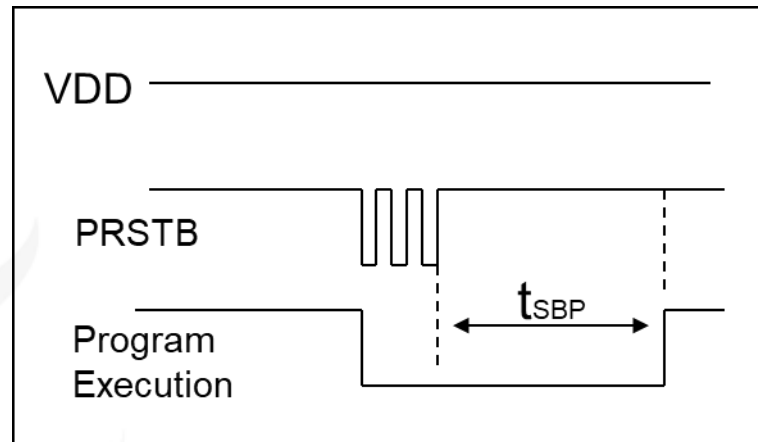 VDD
PRSTB
tSBP
Program
Execution